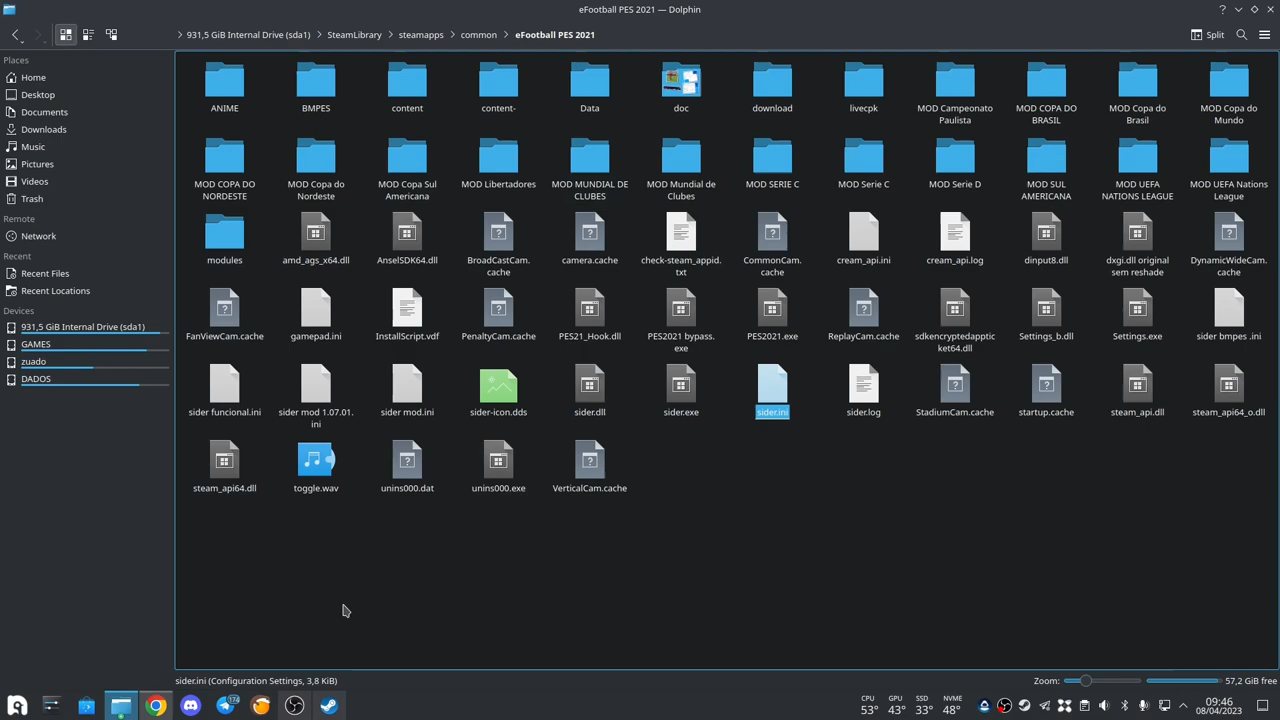 eFootball PES 2021 — Dolphin
931,5 GiB Internal Drive (sda1)
SteamLibrary
steamapps
common
eFootball PES 2021
Split
Places
Home
Desktop
Documents
Downloads
Music
Pictures
Videos
Trash
Remote
Network
Recent
Recent Files
Recent Locations
Devices
931,5 GiB Internal Drive (sda1)
GAMES
zuado
DADOS
ANIME
BMPES
content
content-
Data
doc
download
livecpk
MOD Campeonato
Paulista
MOD COPA DO
BRASIL
MOD Copa do
Brasil
MOD Copa do
Mundo
MOD COPA DO
NORDESTE
MOD Copa do
Nordeste
MOD Copa Sul
Americana
MOD Libertadores
MOD MUNDIAL DE
CLUBES
MOD Mundial de
Clubes
MOD SERIE C
MOD Serie C
MOD Serie D
MOD SUL
AMERICANA
MOD UEFA
NATIONS LEAGUE
MOD UEFA Nations
League
modules
amd_ags_x64.dll
AnselSDK64.dll
BroadCastCam.
cache
camera.cache
check-steam_appid.
txt
CommonCam.
cache
cream_api.ini
cream_api.log
dinput8.dll
dxgi.dll original
sem reshade
DynamicWideCam.
cache
FanViewCam.cache
gamepad.ini
InstallScript.vdf
PenaltyCam.cache
PES21_Hook.dll
PES2021 bypass.
exe
PES2021.exe
ReplayCam.cache
sdkencryptedapptic
ket64.dll
Settings_b.dll
Settings.exe
sider bmpes .ini
sider funcional.ini
sider mod 1.07.01.
ini
sider mod.ini
sider-icon.dds
sider.dll
sider.exe
sider.ini
sider.log
StadiumCam.cache
startup.cache
steam_api.dll
steam_api64_o.dll
steam_api64.dll
toggle.wav
unins000.dat
unins000.exe
VerticalCam.cache
sider.ini (Configuration Settings, 3,8 KiB)
Zoom:
57,2 GiB free
174
CPU
53°
GPU
43°
SSD
33°
NVME
48°
09:46
08/04/2023